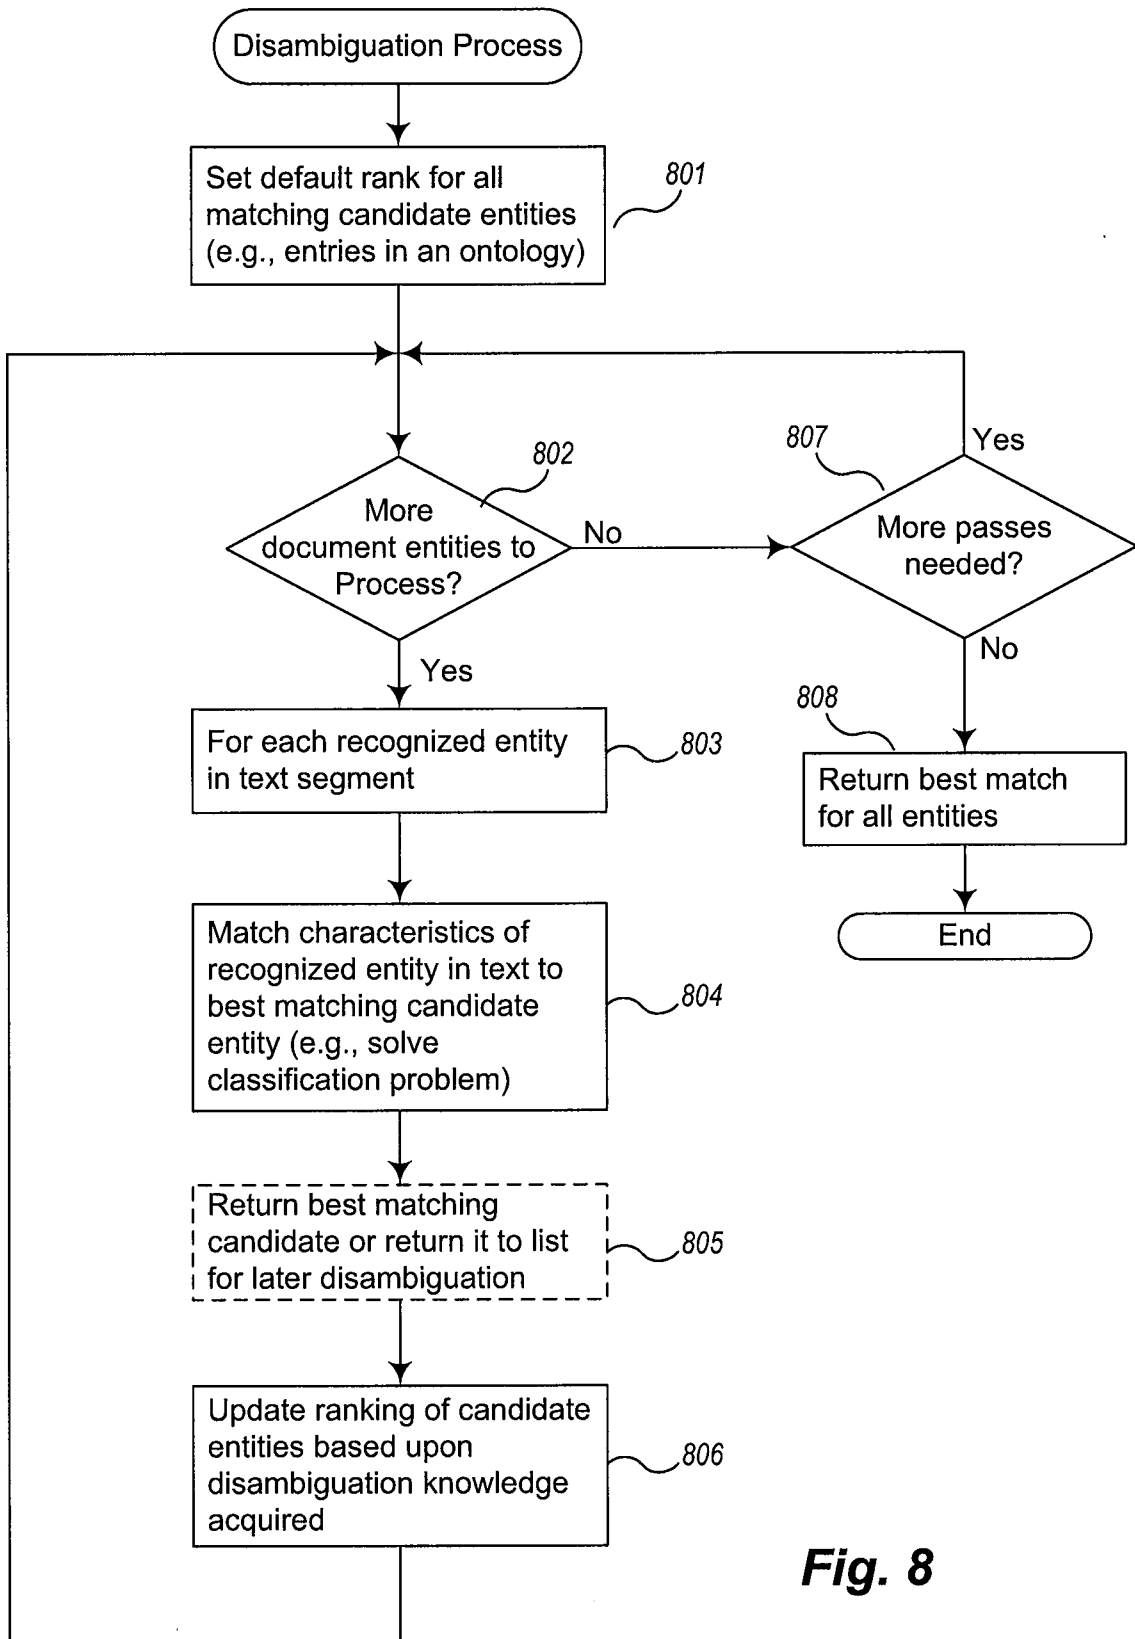 Disambiguation Process
Set default rank for all
matching candidate entities
(e.g., entries in an ontology)
801
802
More
document entities to
Process?
No
Yes
807
More passes
needed?
Yes
No
For each recognized entity
in text segment
803
808
Return best match
for all entities
End
Match characteristics of
recognized entity in text to
best matching candidate
entity (e.g., solve
classification problem)
804
Return best matching
candidate or return it to list
for later disambiguation
805
Update ranking of candidate
entities based upon
disambiguation knowledge
acquired
806
Fig. 8